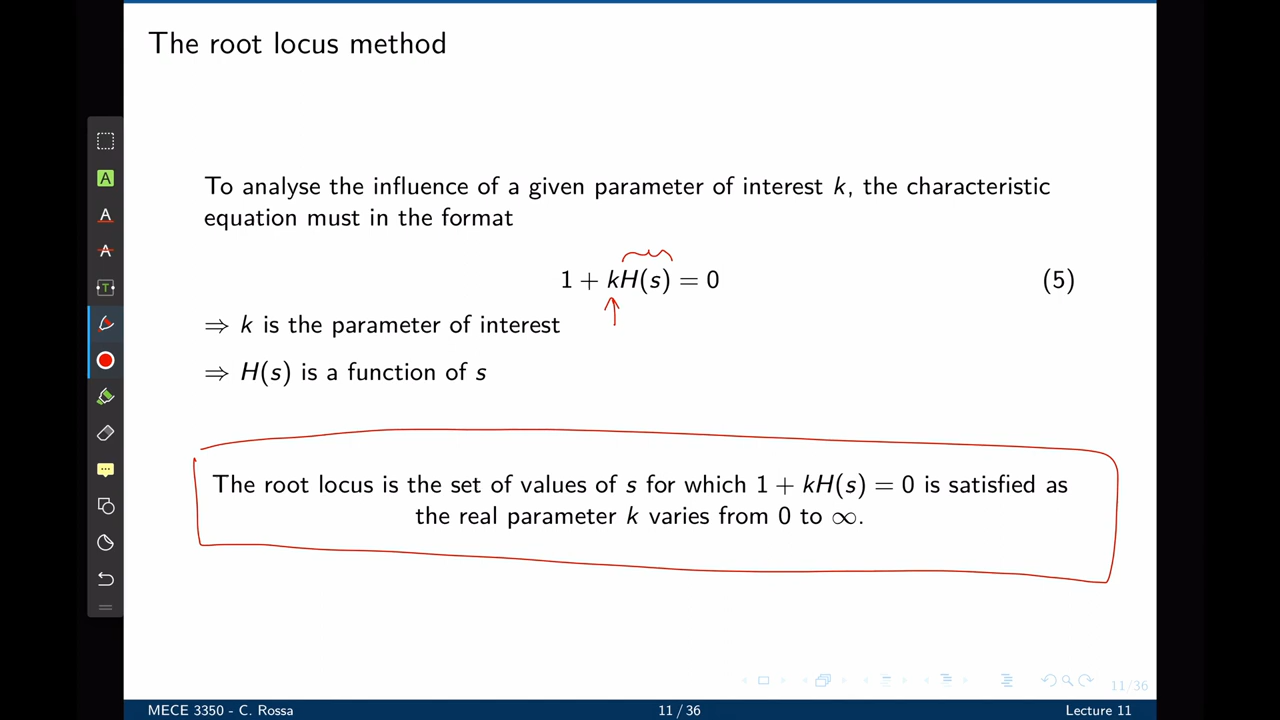 The root locus method
To analyse the influence of a given parameter of interest k, the characteristic
equation must in the format
1 + kH(s) = 0 (5)
⇒ k is the parameter of interest
⇒ H(s) is a function of s
The root locus is the set of values of s for which 1 + kH(s) = 0 is satisfied as
the real parameter k varies from 0 to ∞.
11/36
MECE 3350 - C. Rossa 11 / 36 Lecture 11
A
A
A
T